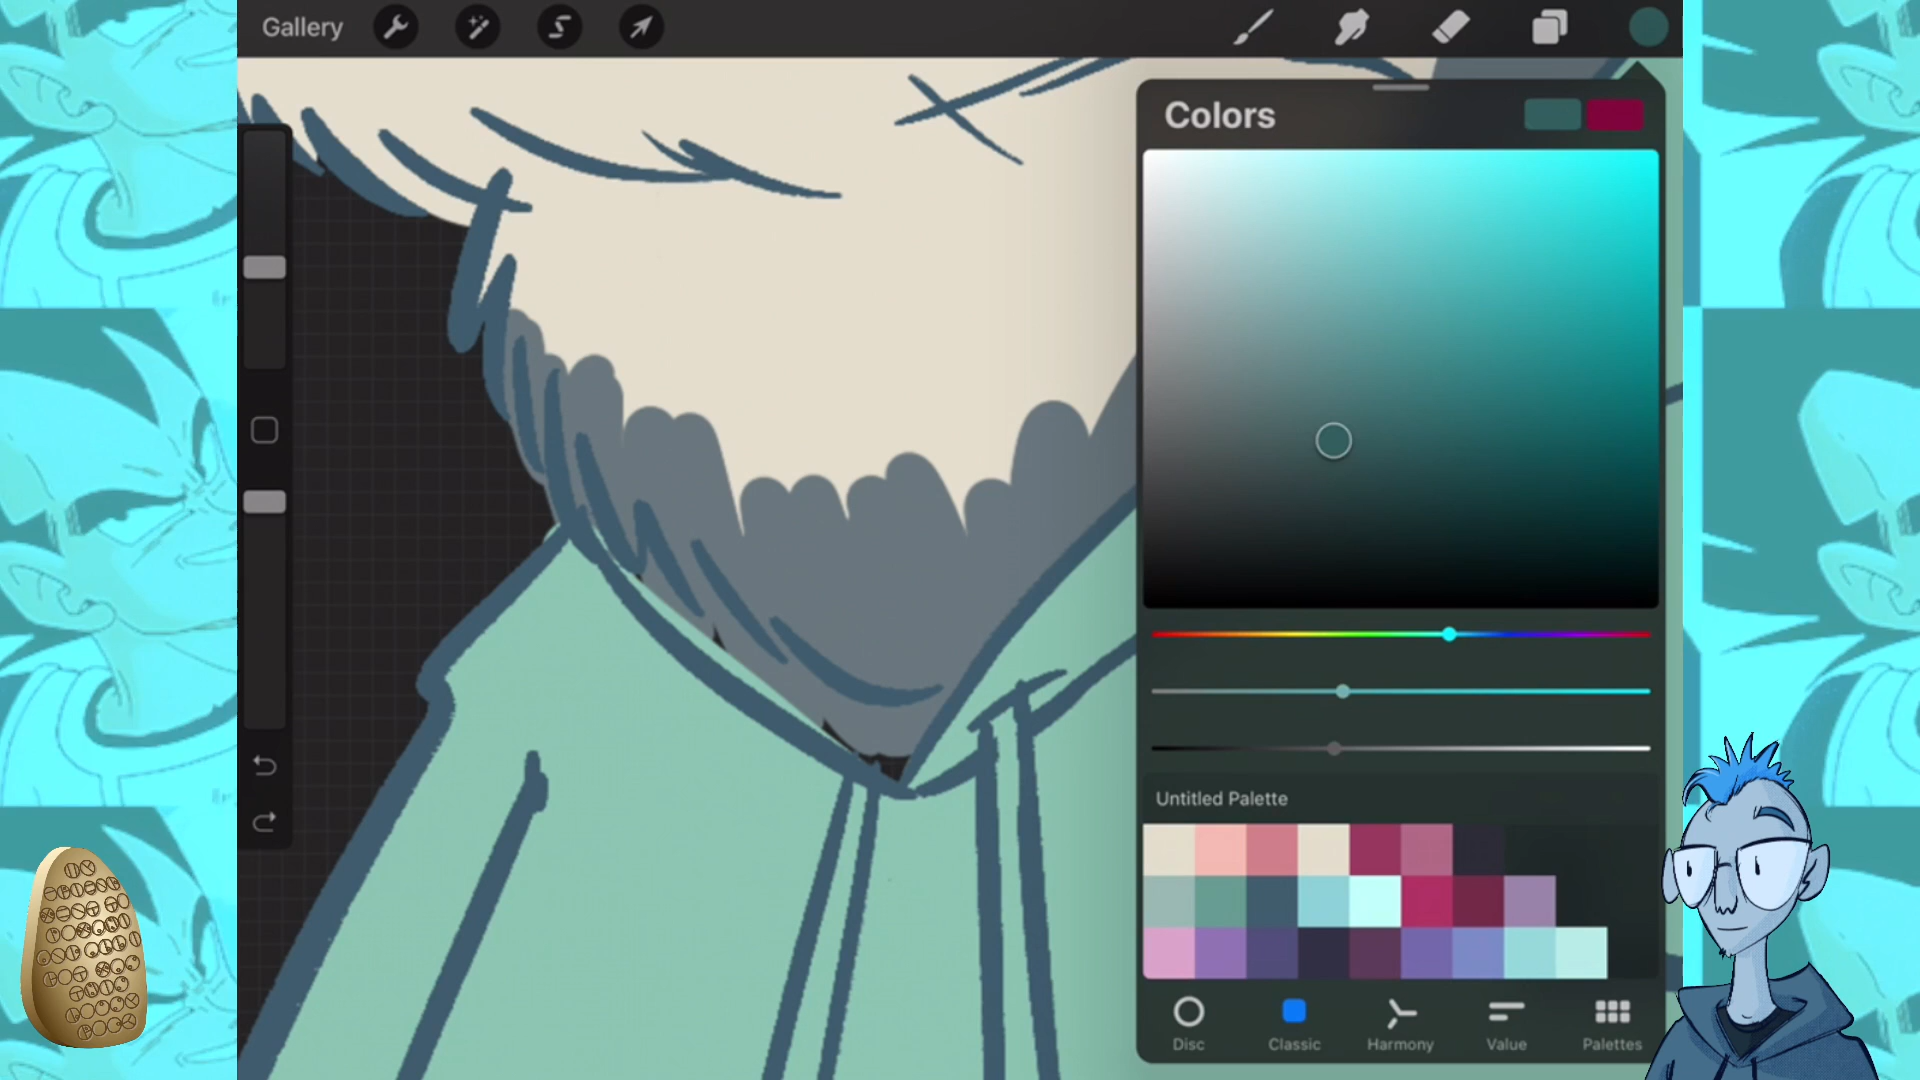 Gallery
Colors
Untitled Palette
Disc
Classic
Harmony
Value
Palettes